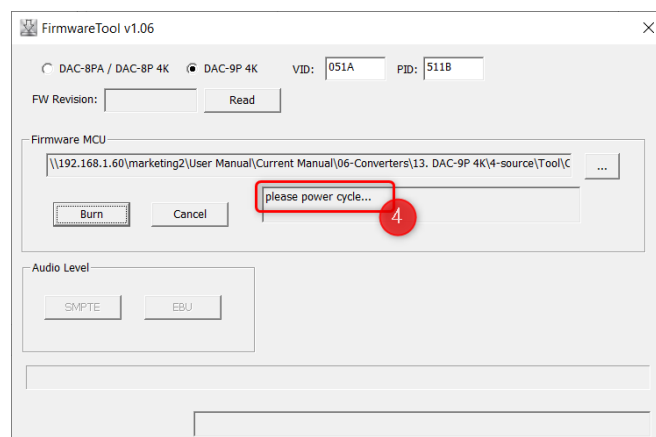 FirmwareTool v1.06
DAC-8PA / DAC-8P 4K DAC-9P 4K VID: 051A PID: 511B
FW Revision: Read
Firmware MCU
\\192.168.1.60\marketing2\User Manual\Current Manual\06-Converters\13. DAC-9P 4K\4-source\Tool\C ...
please power cycle...
Burn Cancel
4
Audio Level
SMPTE EBU